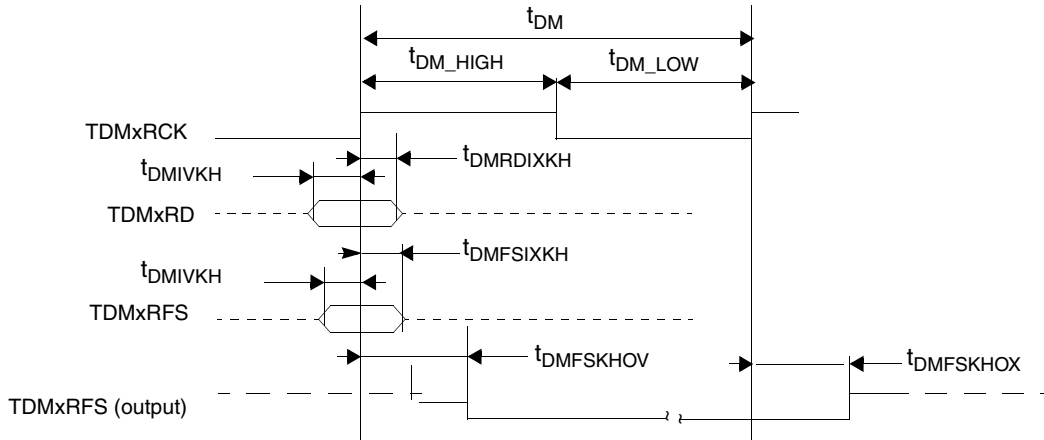 tDM
tDM_HIGH
tDM_LOW
TDMxRCK
tDMIVKH
tDMRDIXKH
TDMxRD
tDMIVKH
tDMFSIXKH
TDMxRFS
tDMFSKHOV
tDMFSKHOX
TDMxRFS (output)